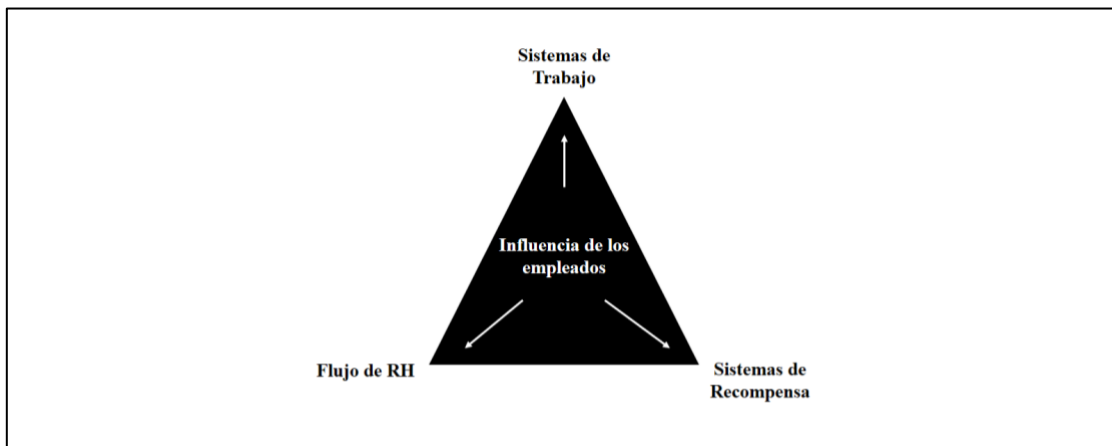 Sistemas de
Trabajo
Influencia de los
empleados
Flujo de RH
Sistemas de
Recompensa